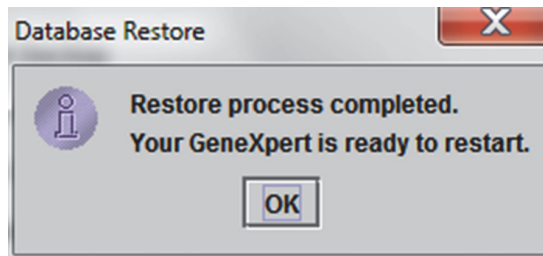 Database Restore
Restore process completed.
Your GeneXpert is ready to restart.
OK